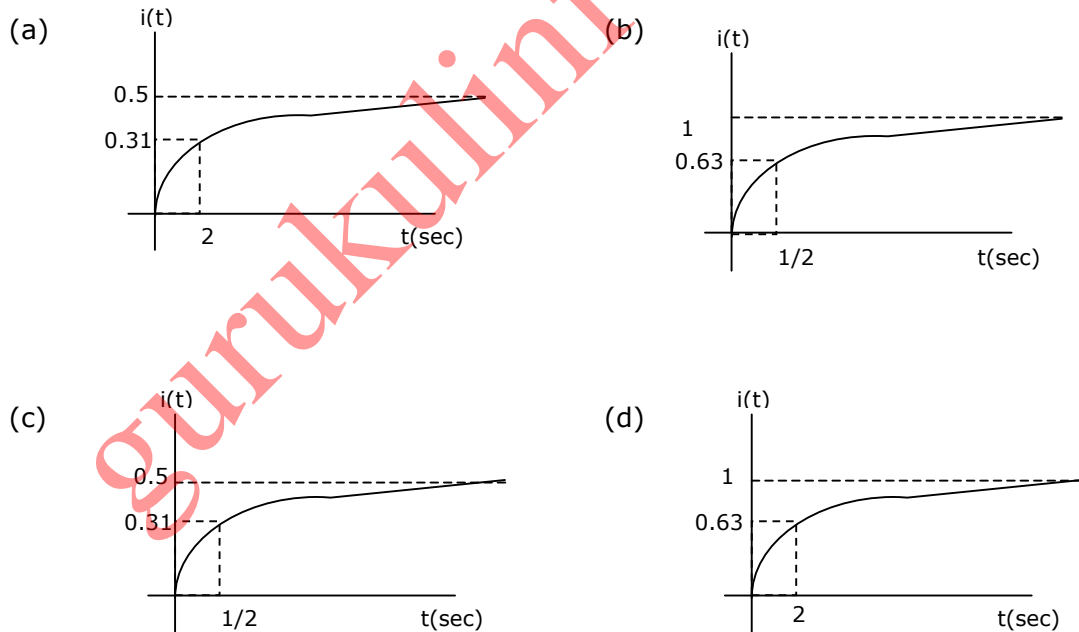 (a)
i(t)
0.5
0.31
2
t(sec)
(b)
i(t)
1
0.63
1/2
t(sec)
(c)
i(t)
0.5
0.31
1/2
t(sec)
(d)
i(t)
1
0.63
2
t(sec)